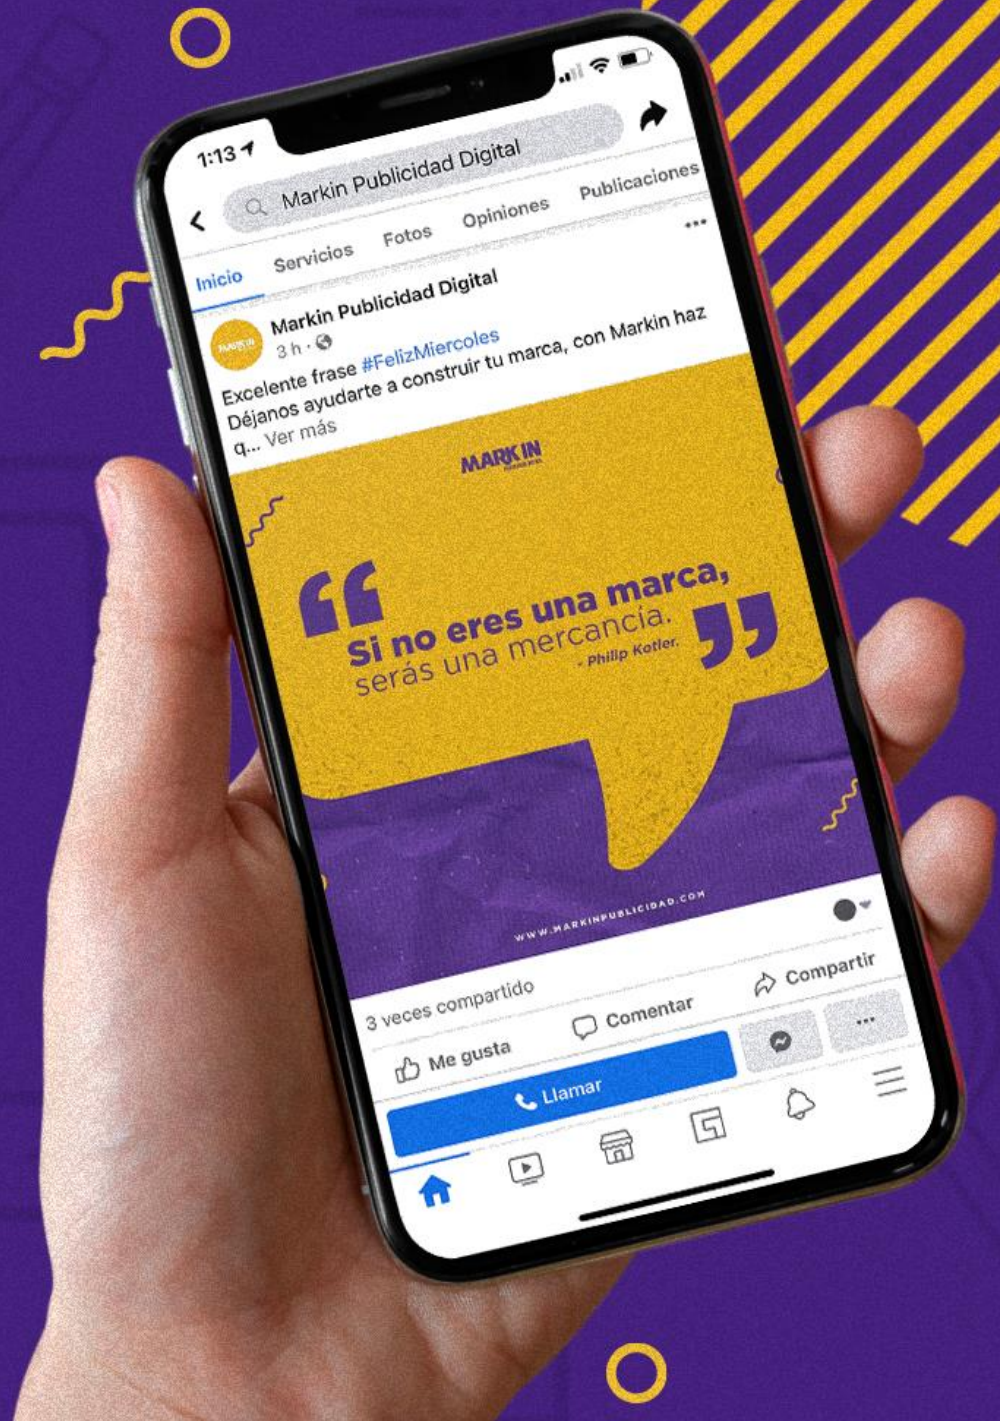 1:13
Markin Publicidad Digital
Inicio Servicios Fotos Opiniones Publicaciones
Markin Publicidad Digital
3 h
Excelente frase #FelizMiercoles
Déjanos ayudarte a construir tu marca, con Markin haz
q... Ver más
MARKIN
“Si no eres una marca,
serás una mercancía.”
- Philip Kotler.
WWW.MARKINPUBLICIDAD.COM
3 veces compartido
Me gusta Comentar Compartir
Llamar